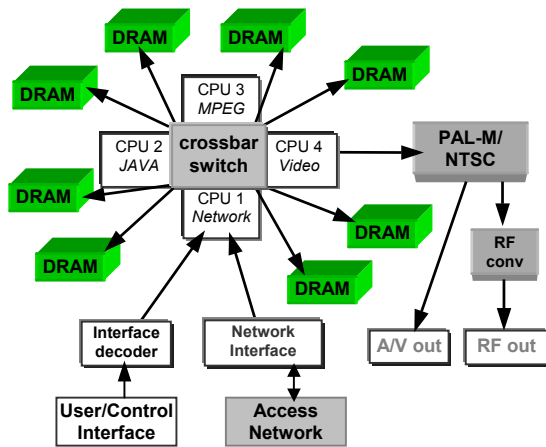 DRAM
DRAM
DRAM
DRAM
CPU 3
MPEG
CPU 2
JAVA
crossbar
switch
CPU 4
Video
PAL-M/
NTSC
DRAM
CPU 1
Network
DRAM
DRAM
DRAM
RF
conv
Interface
decoder
Network
Interface
A/V out
RF out
User/Control
Interface
Access
Network